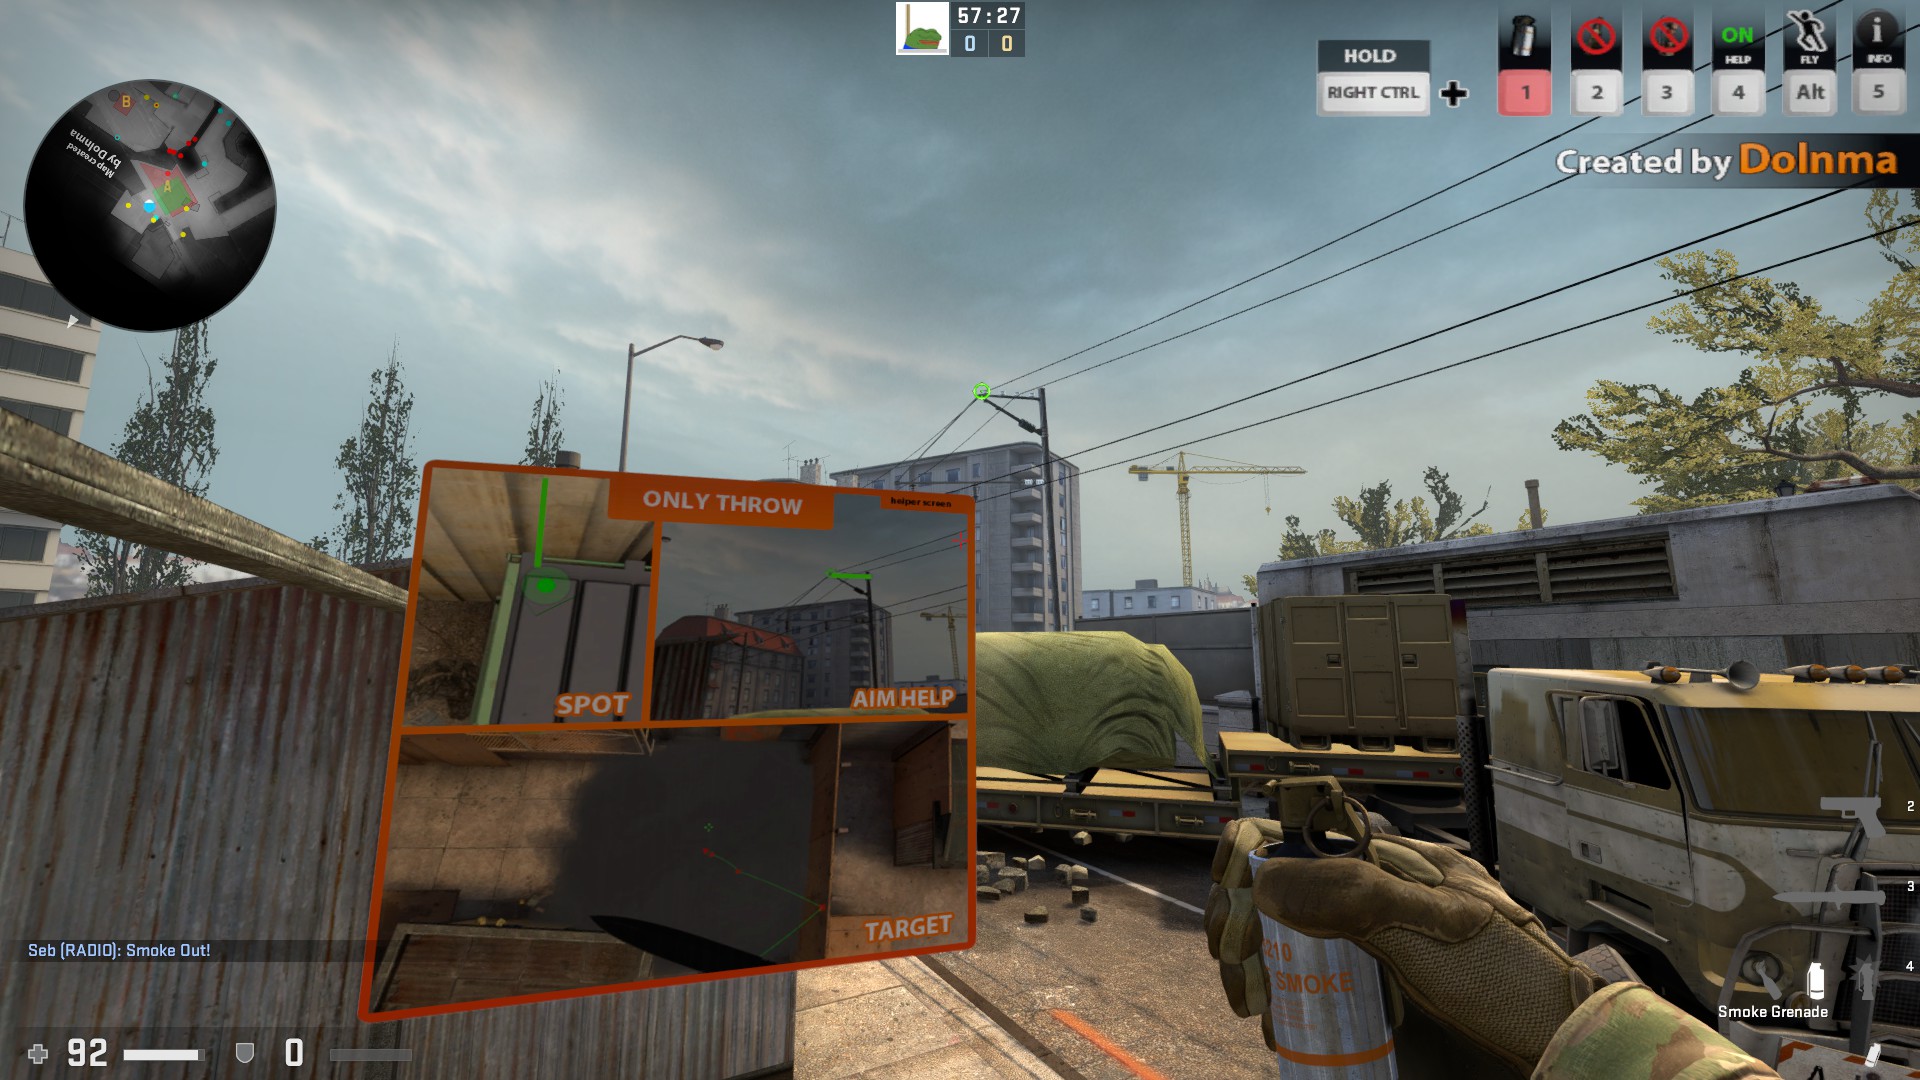 57:27
0 0
HOLD
RIGHT CTRL
1 2 3 4 Alt 5
ON
HELP
FLY
INFO
Created by Dolnma
B
A
Map created
by Dolnma
ONLY THROW
helper screen
SPOT
AIM HELP
TARGET
Seb (RADIO): Smoke Out!
92
0
2
3
4
Smoke Grenade
210
SMOKE